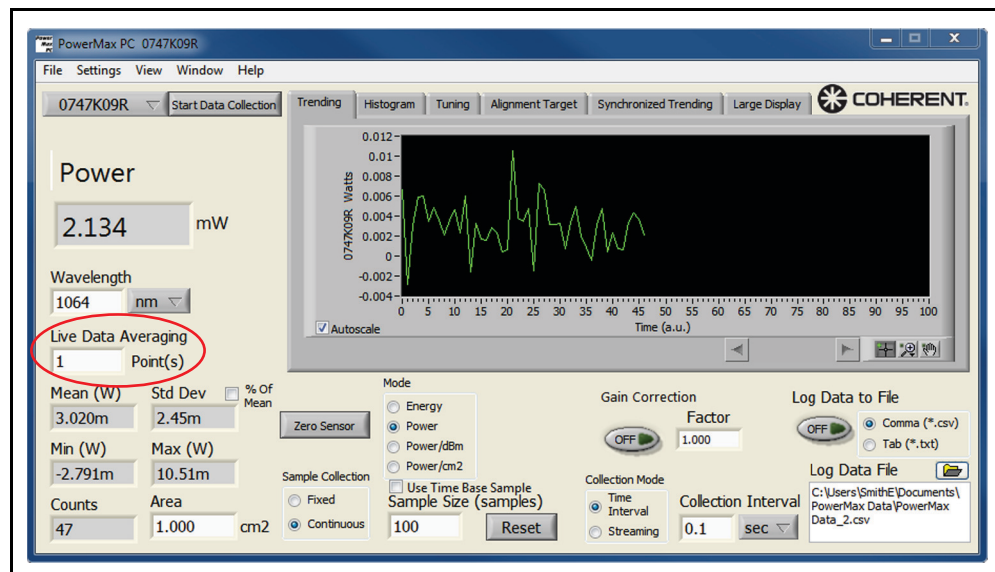 PowerMax PC 0747K09R
File Settings View Window Help
0747K09R Start Data Collection
Trending Histogram Tuning Alignment Target Synchronized Trending Large Display COHERENT.
Power
2.134 mW
Wavelength
1064 nm
Live Data Averaging
1 Point(s)
0747K09R Watts
0.012
0.01
0.008
0.006
0.004
0.002
0
-0.002
-0.004
0 5 10 15 20 25 30 35 40 45 50 55 60 65 70 75 80 85 90 95 100
Autoscale Time (a.u.)
Mean (W) Std Dev % Of Mean
3.020m 2.45m
Min (W) Max (W)
-2.791m 10.51m
Counts Area
47 1.000 cm2
Zero Sensor
Sample Collection
Fixed
Continuous
Mode
Energy
Power
Power/dBm
Power/cm2
Use Time Base Sample
Sample Size (samples)
100 Reset
Gain Correction
Factor
OFF 1.000
Collection Mode
Time Interval
Streaming
Collection Interval
0.1 sec
Log Data to File
OFF
Comma (*.csv)
Tab (*.txt)
Log Data File
C:\Users\SmithE\Documents\
PowerMax Data\PowerMax
Data_2.csv